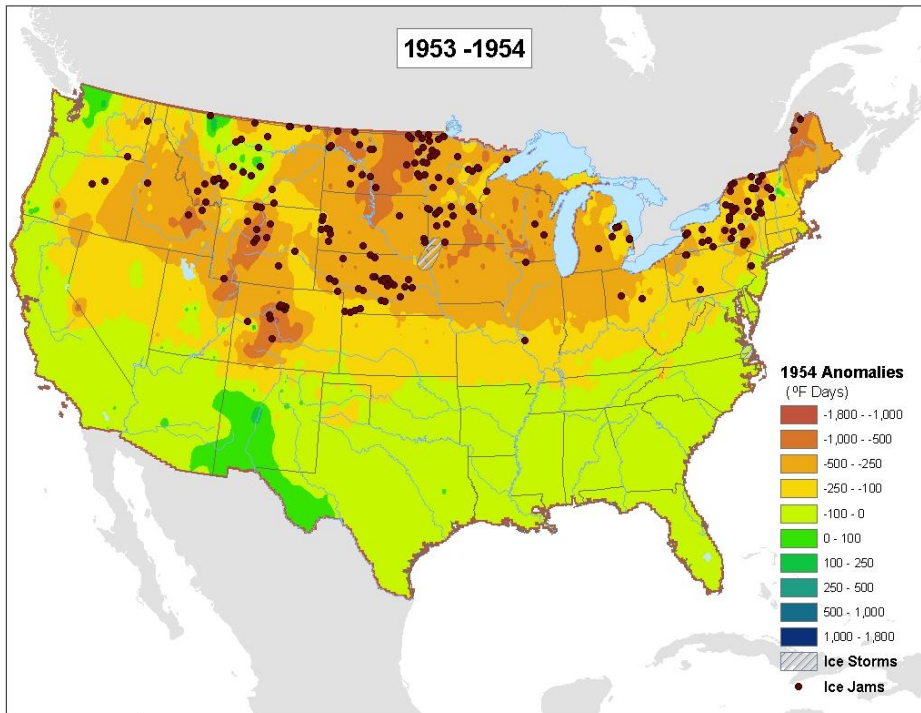 1953 -1954
1954 Anomalies
(ºF Days)
-1,800 - -1,000
-1,000 - -500
-500 - -250
-250 - -100
-100 - 0
0 - 100
100 - 250
250 - 500
500 - 1,000
1,000 - 1,800
Ice Storms
Ice Jams